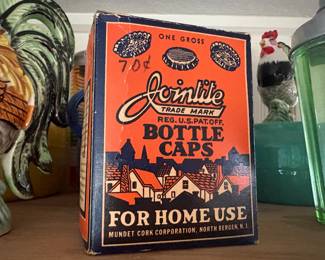 ONE GROSS
70¢
Jointite
TRADE MARK
REG. U.S. PAT. OFF.
BOTTLE
CAPS
FOR HOME USE
MUNDET CORK CORPORATION, NORTH BERGEN, N.J.